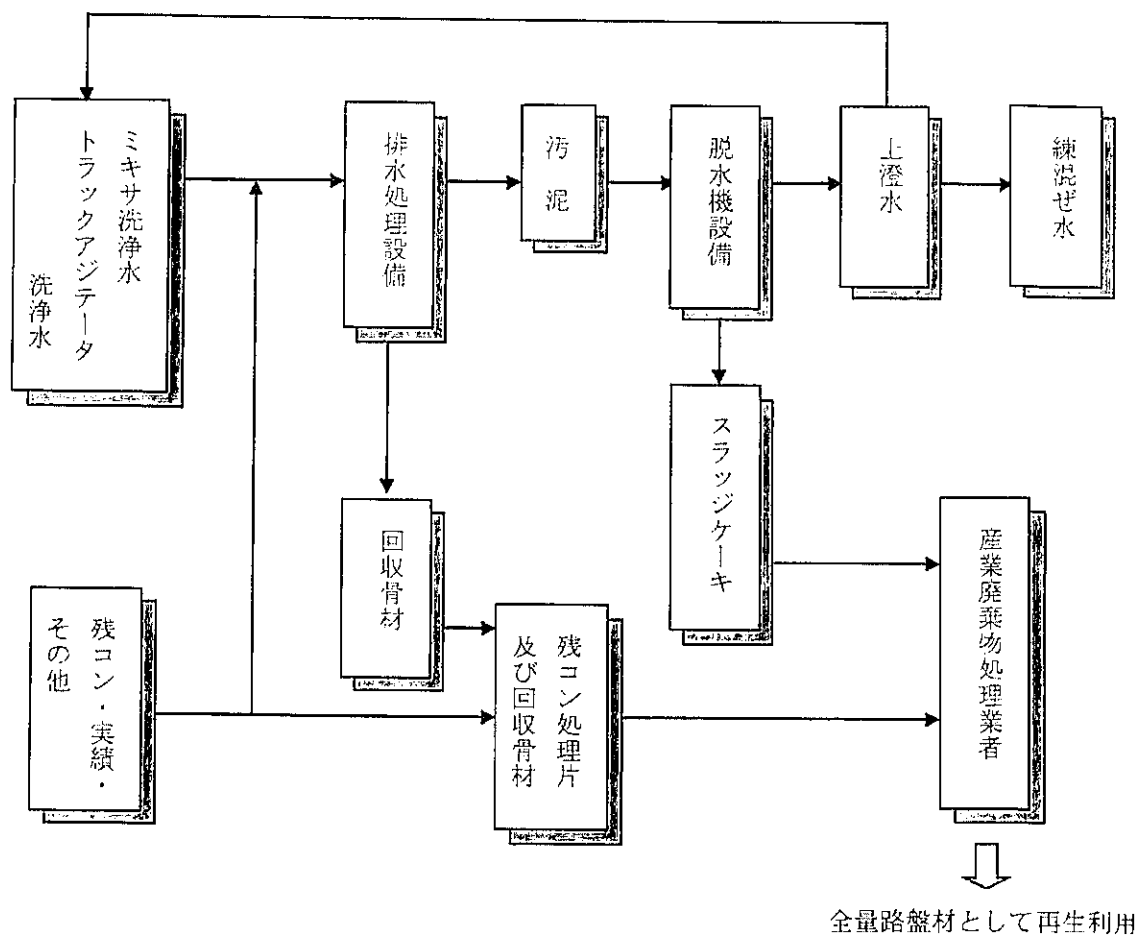 ミキサ洗浄水
トラックアジテータ
洗浄水
排水処理設備
汚泥
脱水機設備
上澄水
練混ぜ水
スラッジケーキ
回収骨材
残コン・実績・
その他
残コン処理片
及び回収骨材
産業廃棄物処理業者
全量路盤材として再生利用